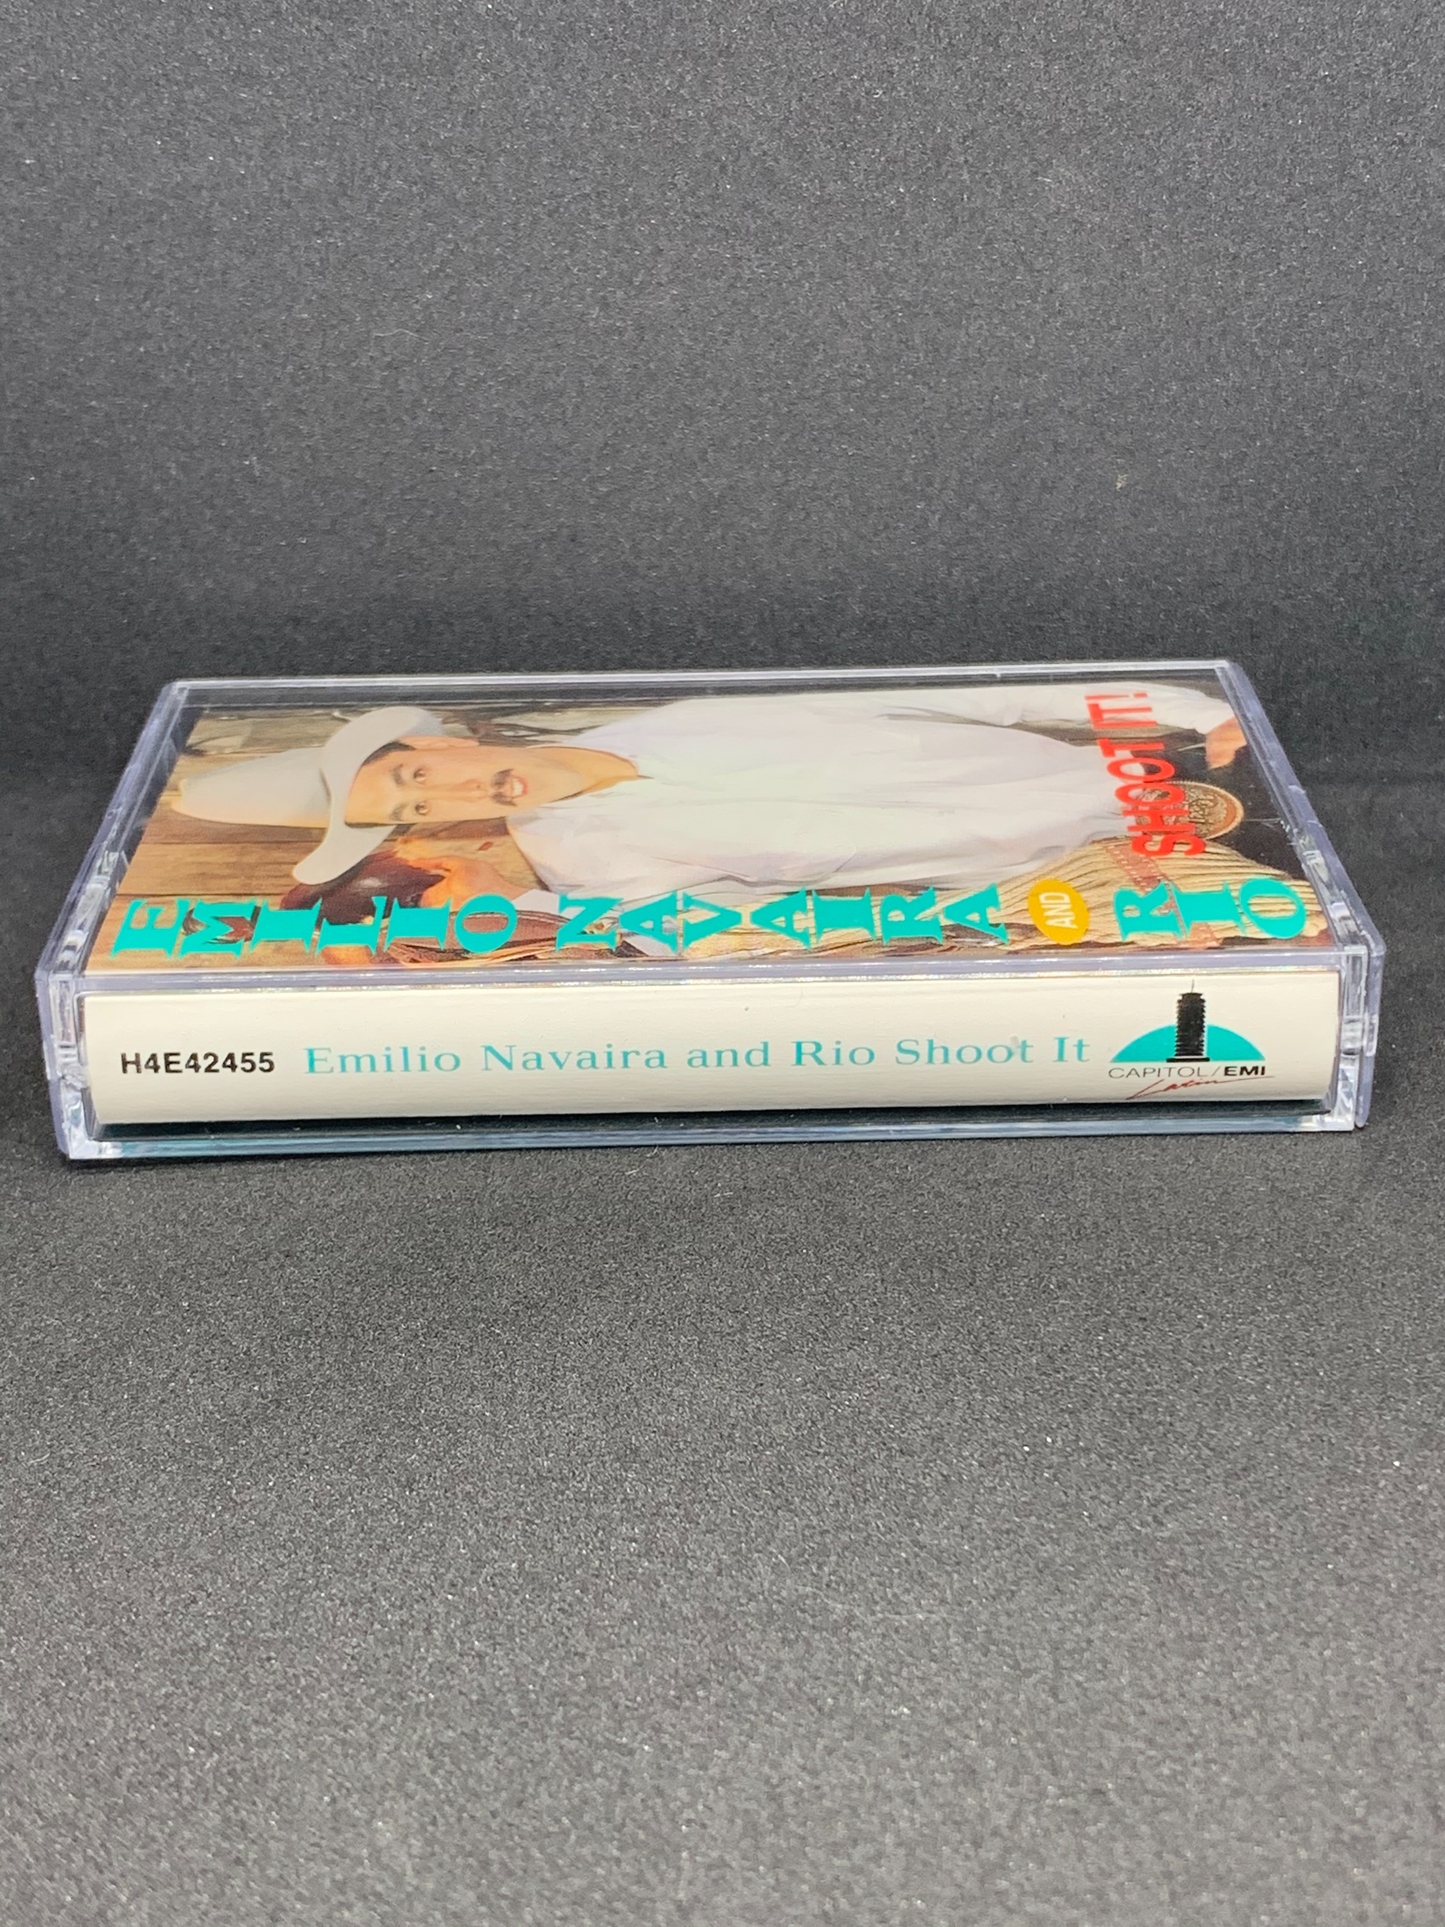 SHOOT IT!
EMILIO NAVAIRA AND RIO
H4E42455 Emilio Navaira and Rio Shoot It
CAPITOL/EMI
Latin